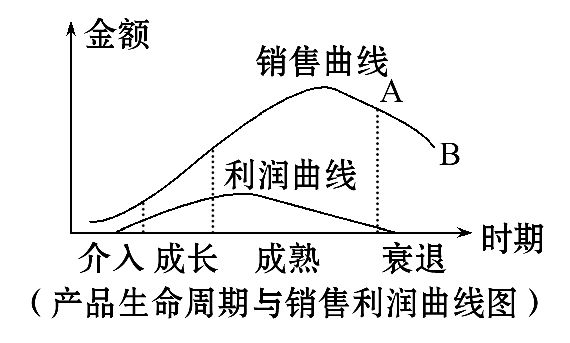 金额
销售曲线
A
B
利润曲线
时期
介入 成长 成熟 衰退
（产品生命周期与销售利润曲线图）